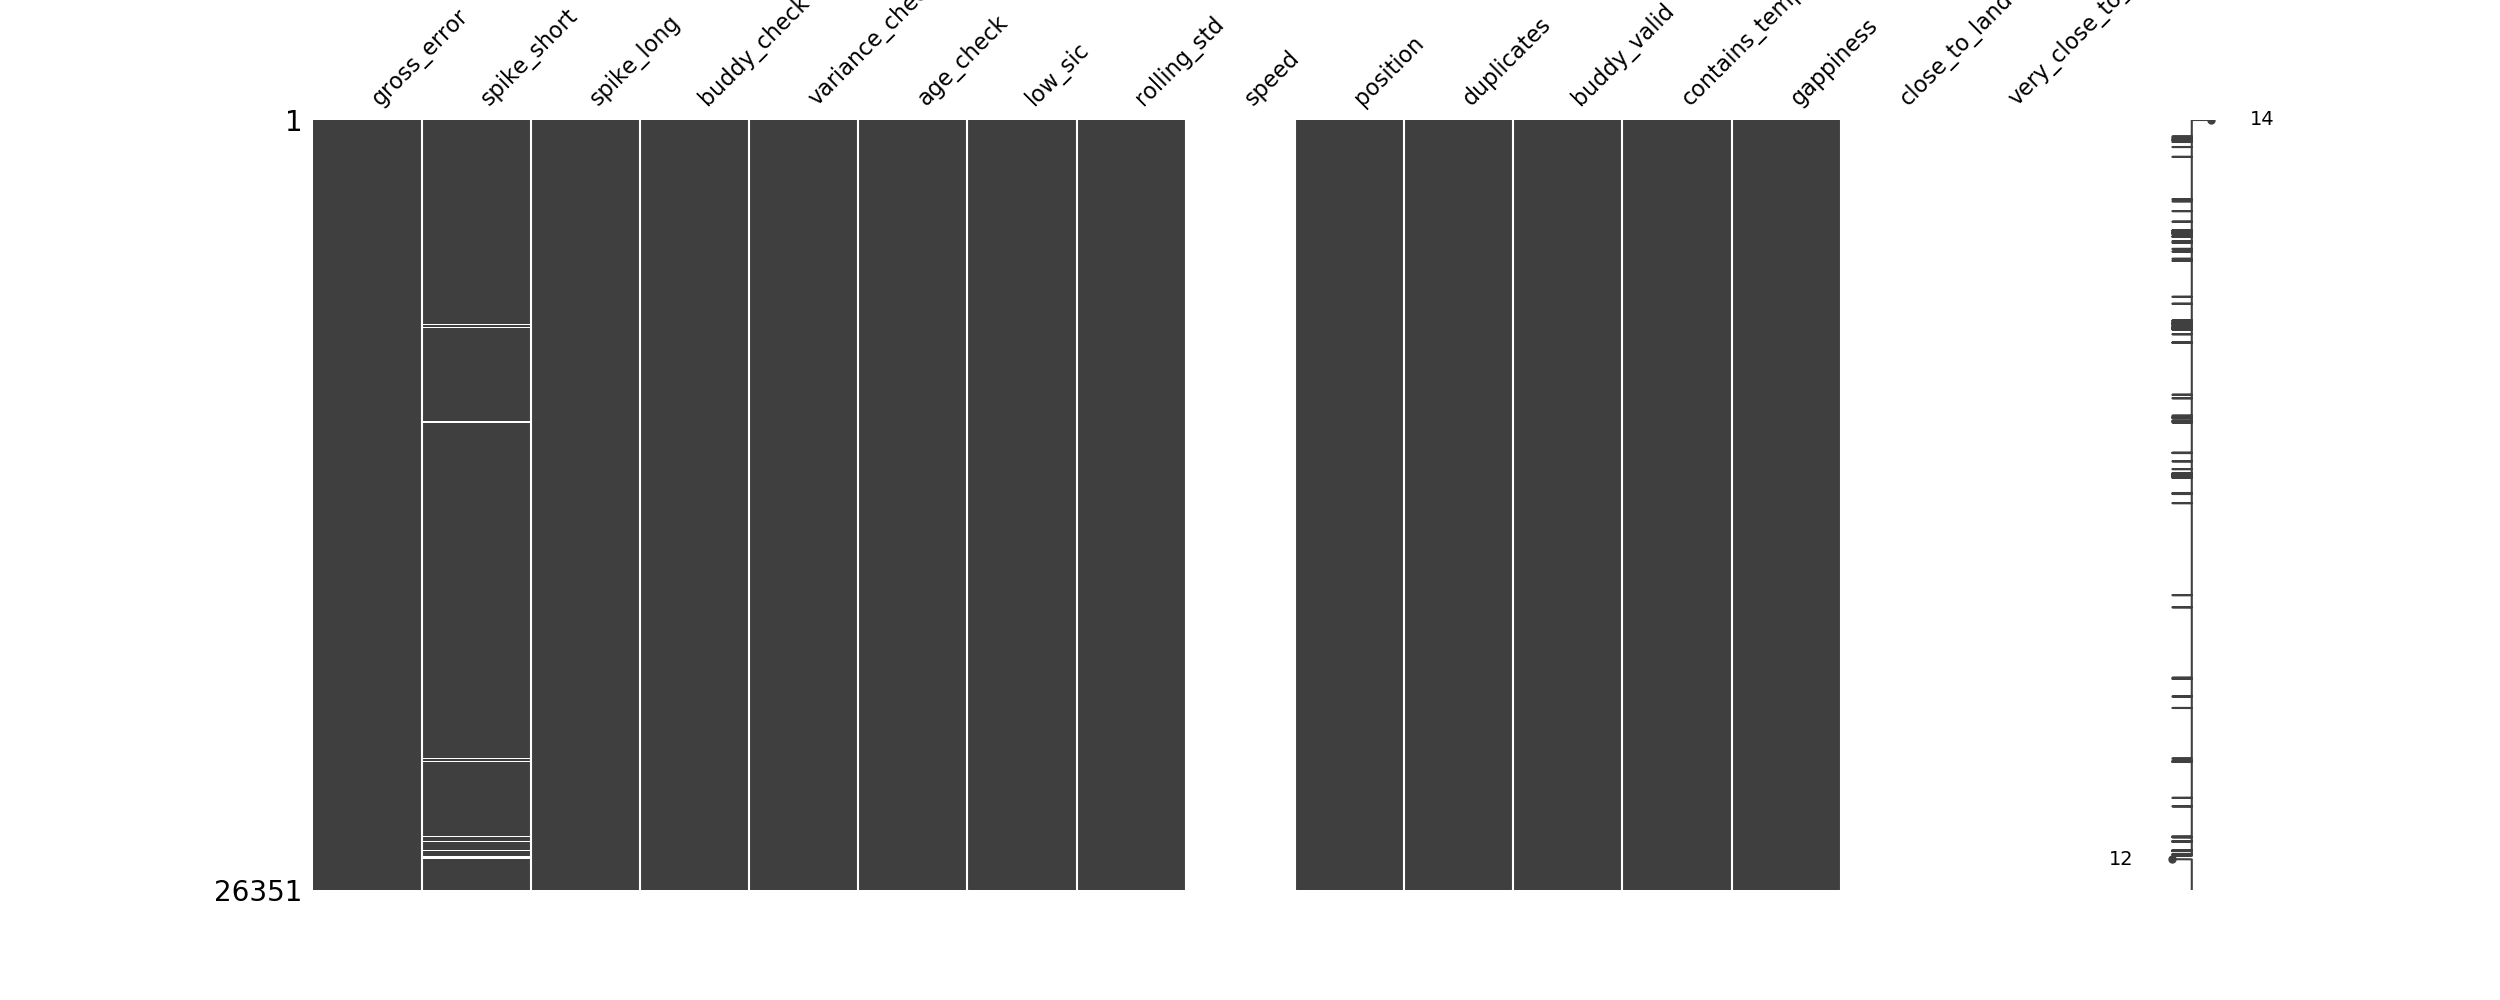 gross_error
spike_short
spike_long
buddy_check
variance_che
age_check
low_sic
rolling_std
speed
position
duplicates
buddy_valid
contains_temp
gappiness
close_to_land
very_close_to_
1
14
12
26351